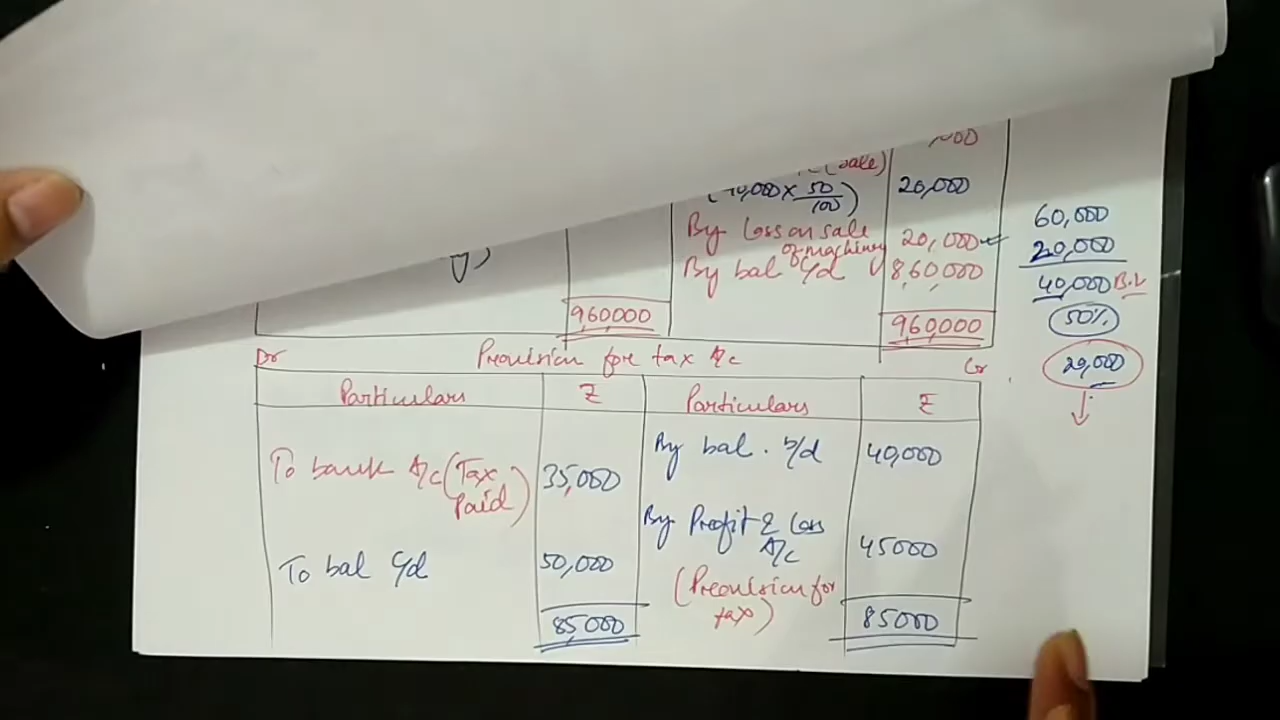 (sale)
(40,000 × 50/100) 20,000
By Loss on sale of machinery 20,000
By bal c/d 8,60,000
960000 960,000
60,000
20,000
40,000 B.V
50%
20,000
Dr Provision for tax A/c Cr
Particulars ₹ Particulars ₹
By bal. b/d 40,000
To bank A/c (Tax Paid) 35,000
By Profit & Loss A/c 45000
To bal c/d 50,000
(Provision for tax)
85,000 85000